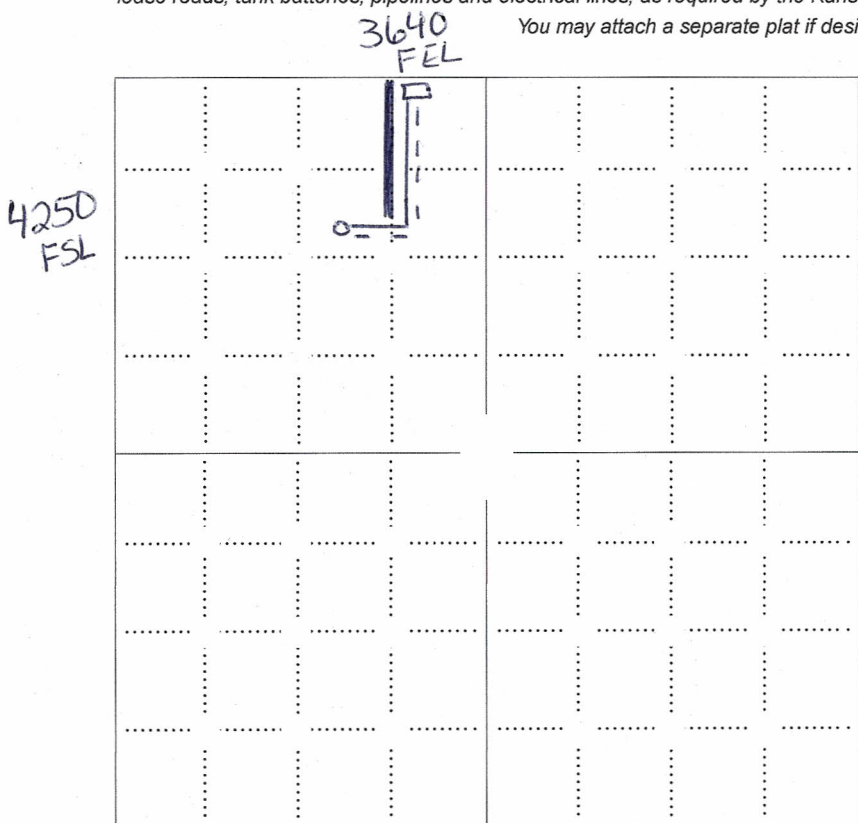 lease roads, tank batteries, pipelines and electrical lines, as required by the Kans
3640
FEL
You may attach a separate plat if desi
4250
FSL